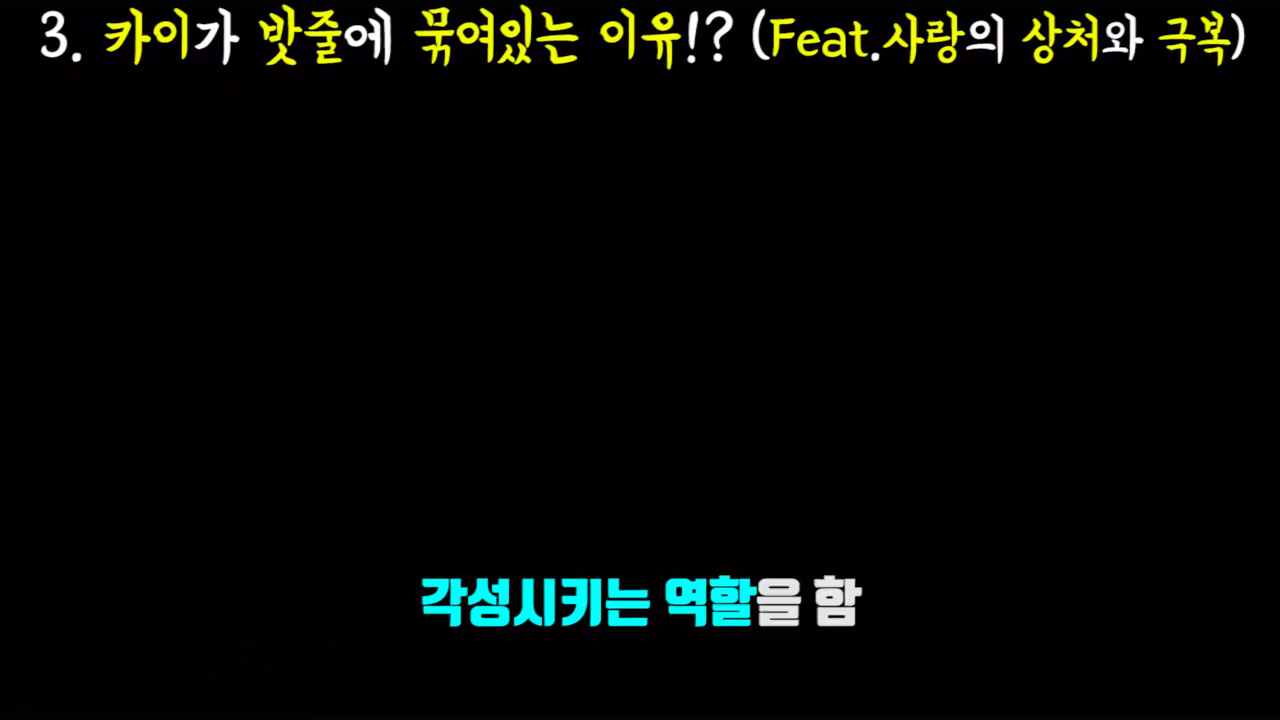 3. 카이가 밧줄에 묶여있는 이유!? (Feat.사랑의 상처와 극복)
각성시키는 역할을 함